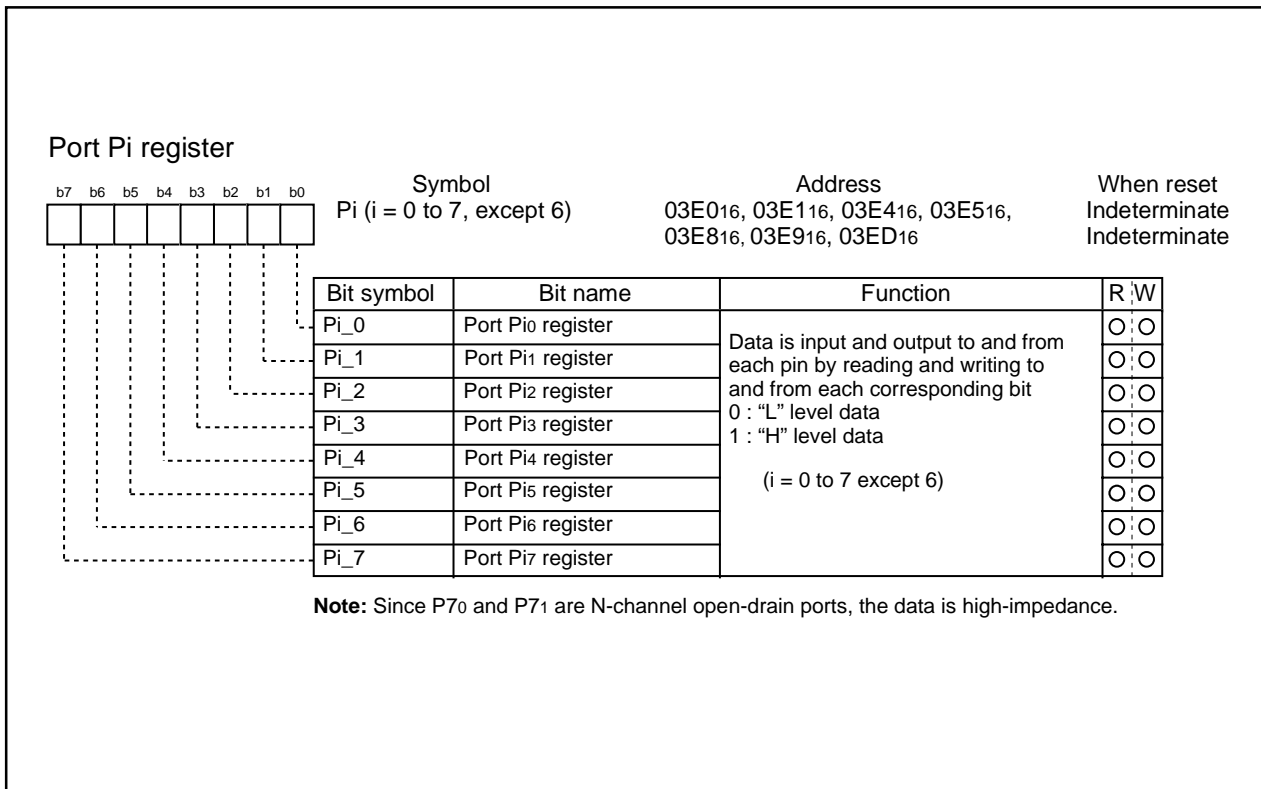 Port Pi register
b7 b6 b5 b4 b3 b2 b1 b0
Symbol Address When reset
Pi (i = 0 to 7, except 6) 03E016, 03E116, 03E416, 03E516, Indeterminate
03E816, 03E916, 03ED16 Indeterminate
Bit symbol Bit name Function R W
Pi_0 Port Pi0 register
Pi_1 Port Pi1 register
Pi_2 Port Pi2 register
Pi_3 Port Pi3 register
Pi_4 Port Pi4 register
Pi_5 Port Pi5 register
Pi_6 Port Pi6 register
Pi_7 Port Pi7 register
Data is input and output to and from
each pin by reading and writing to
and from each corresponding bit
0 : “L” level data
1 : “H” level data
(i = 0 to 7 except 6)
Note: Since P70 and P71 are N-channel open-drain ports, the data is high-impedance.